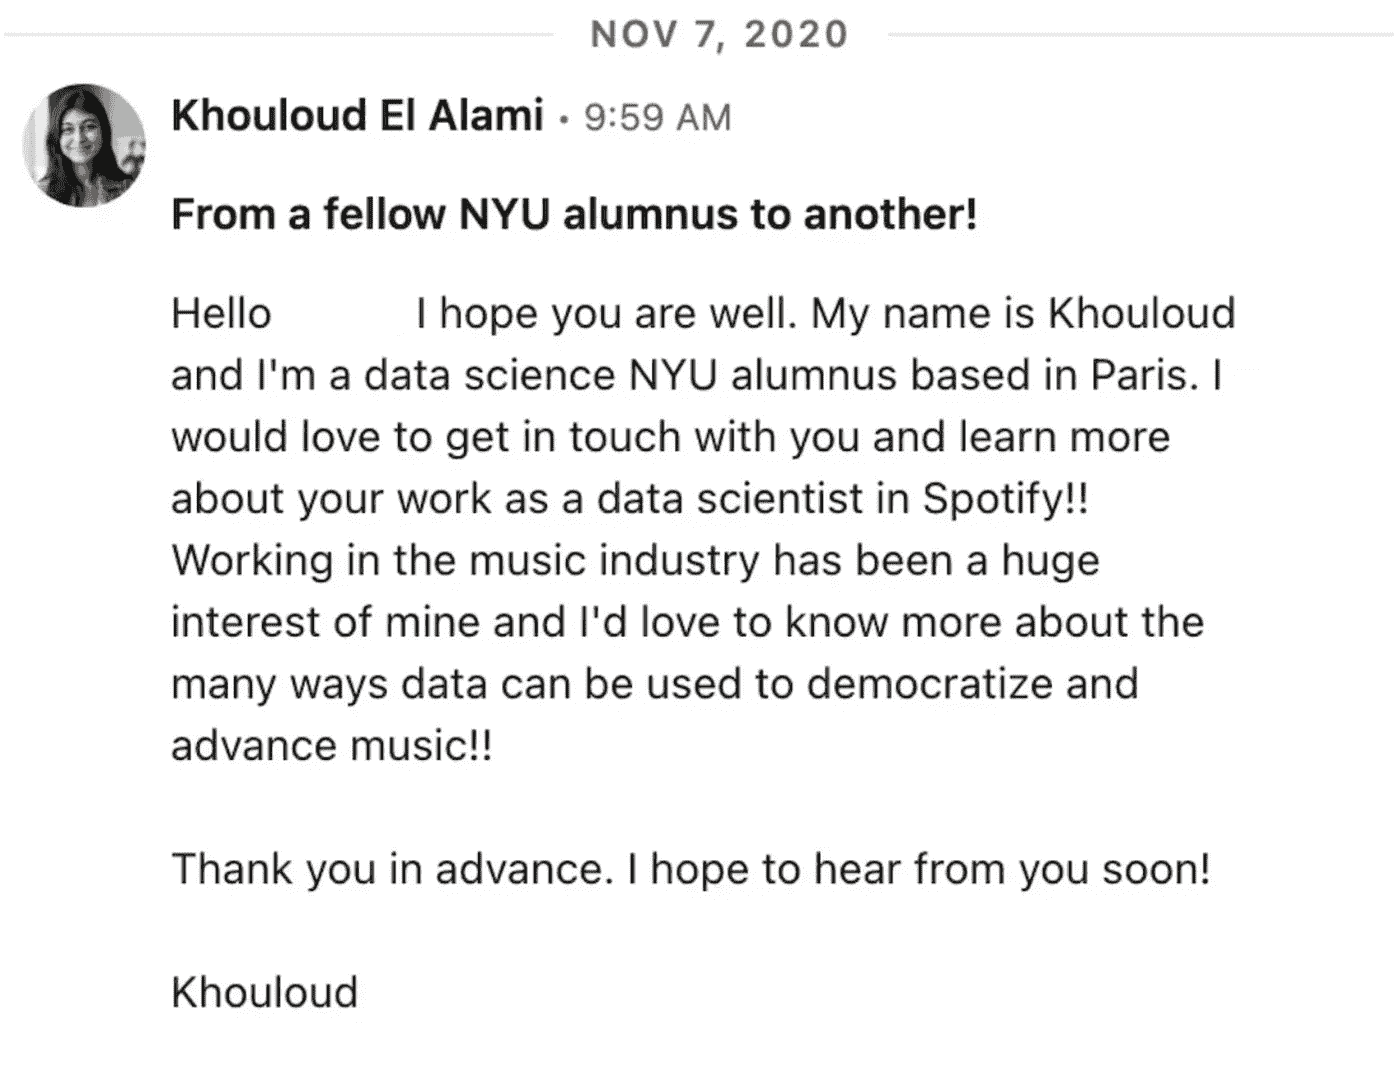 NOV 7, 2020
Khouloud El Alami • 9:59 AM
From a fellow NYU alumnus to another!
Hello I hope you are well. My name is Khouloud
and I'm a data science NYU alumnus based in Paris. I
would love to get in touch with you and learn more
about your work as a data scientist in Spotify!!
Working in the music industry has been a huge
interest of mine and I'd love to know more about the
many ways data can be used to democratize and
advance music!!
Thank you in advance. I hope to hear from you soon!
Khouloud